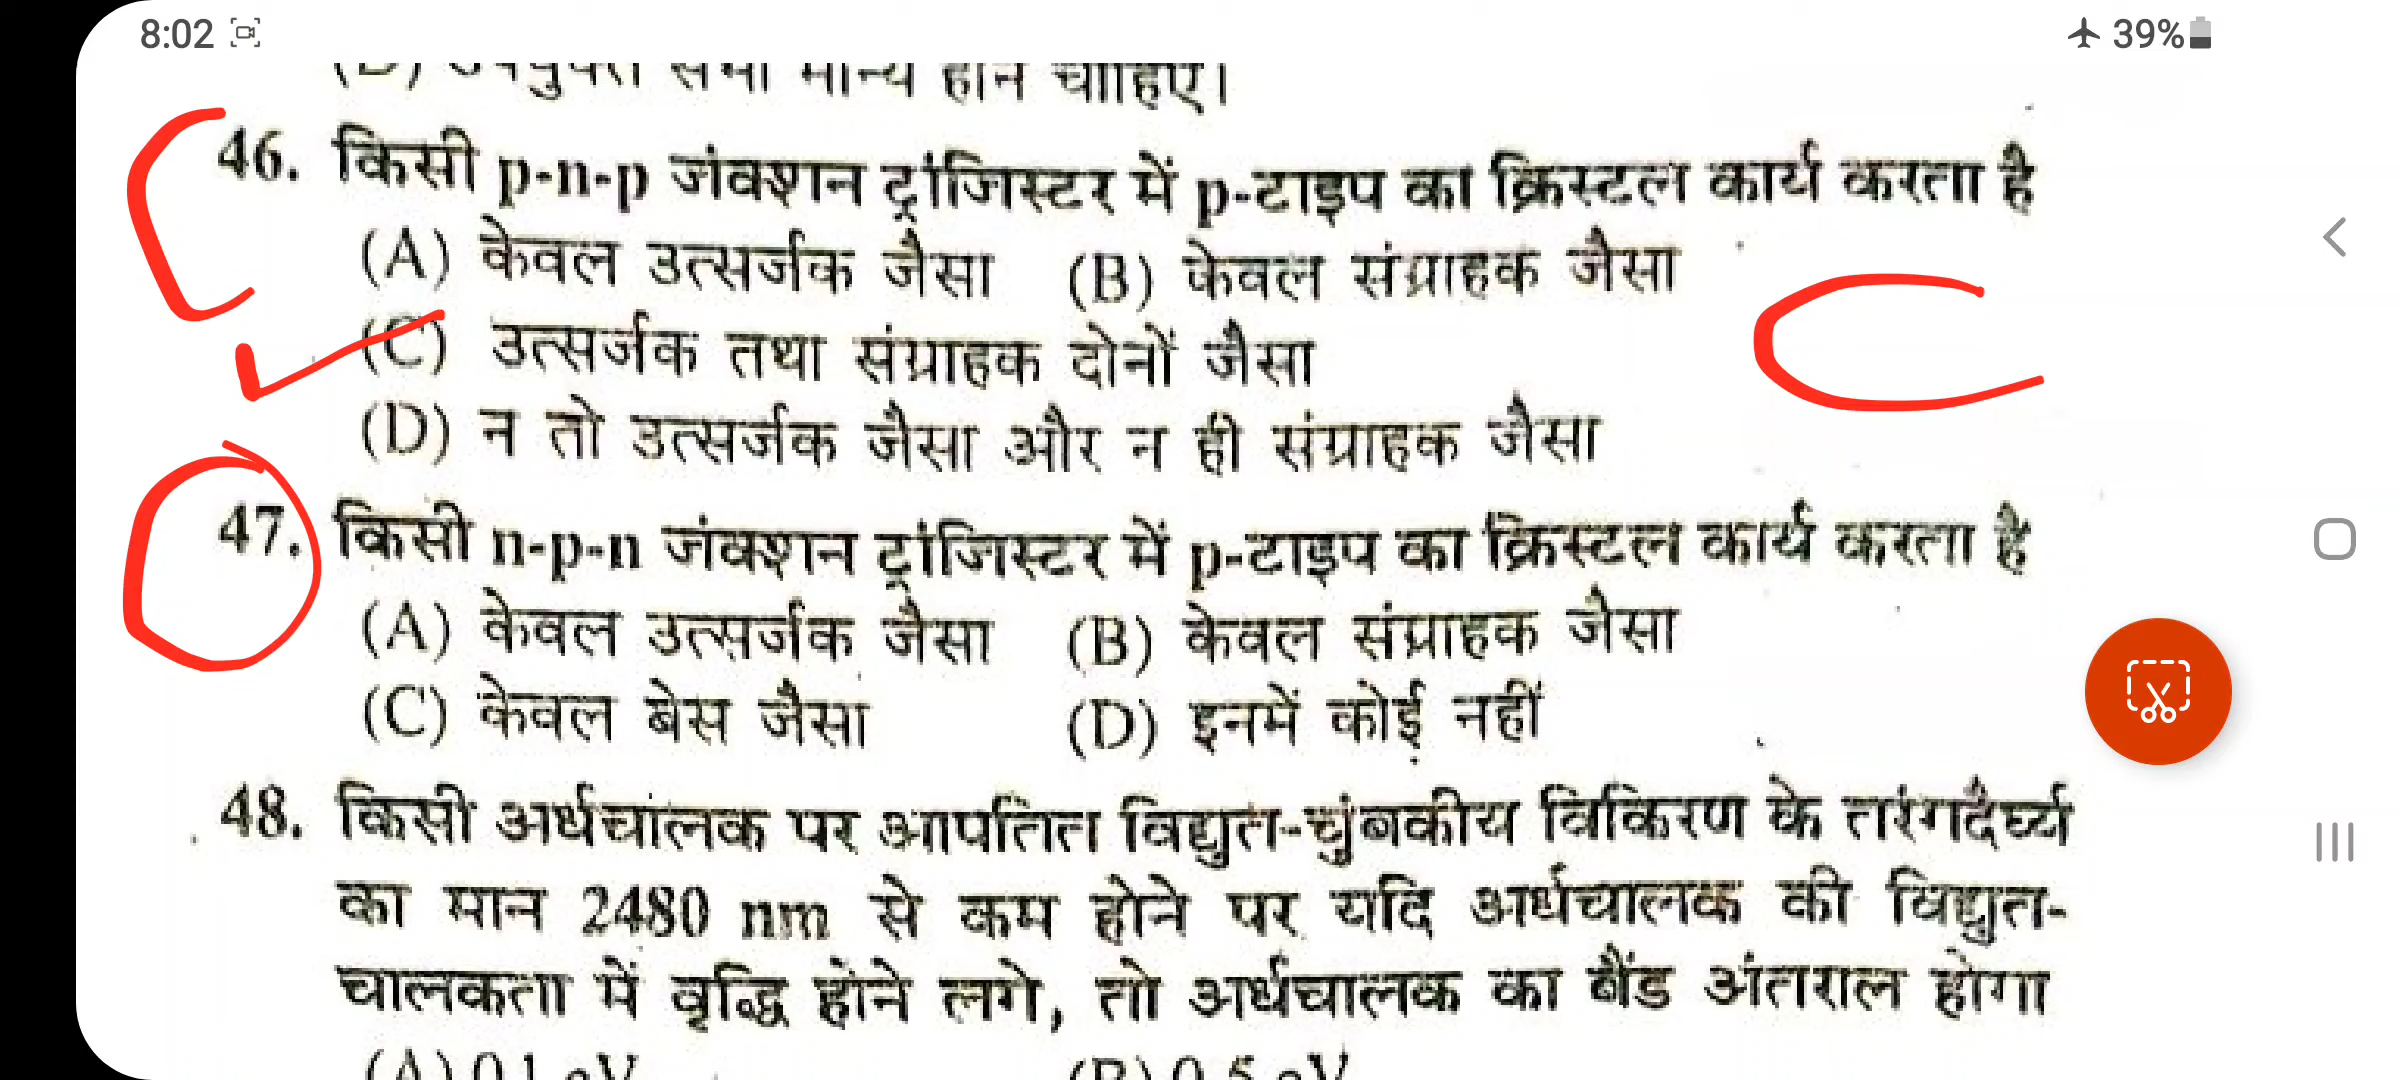 8:02
39%
46. किसी p-n-p जंक्शन ट्रांजिस्टर में p-टाइप का क्रिस्टल कार्य करता है
(A) केवल उत्सर्जक जैसा (B) केवल संग्राहक जैसा
(C) उत्सर्जक तथा संग्राहक दोनों जैसा
(D) न तो उत्सर्जक जैसा और न ही संग्राहक जैसा
47. किसी n-p-n जंक्शन ट्रांजिस्टर में p-टाइप का क्रिस्टल कार्य करता है
(A) केवल उत्सर्जक जैसा (B) केवल संग्राहक जैसा
(C) केवल बेस जैसा (D) इनमें कोई नहीं
48. किसी अर्धचालक पर आपतित विद्युत-चुंबकीय विकिरण के तरंगदैर्घ्य
का मान 2480 nm से कम होने पर यदि अर्धचालक की विद्युत-
चालकता में वृद्धि होने लगे, तो अर्धचालक का बैंड अंतराल होगा